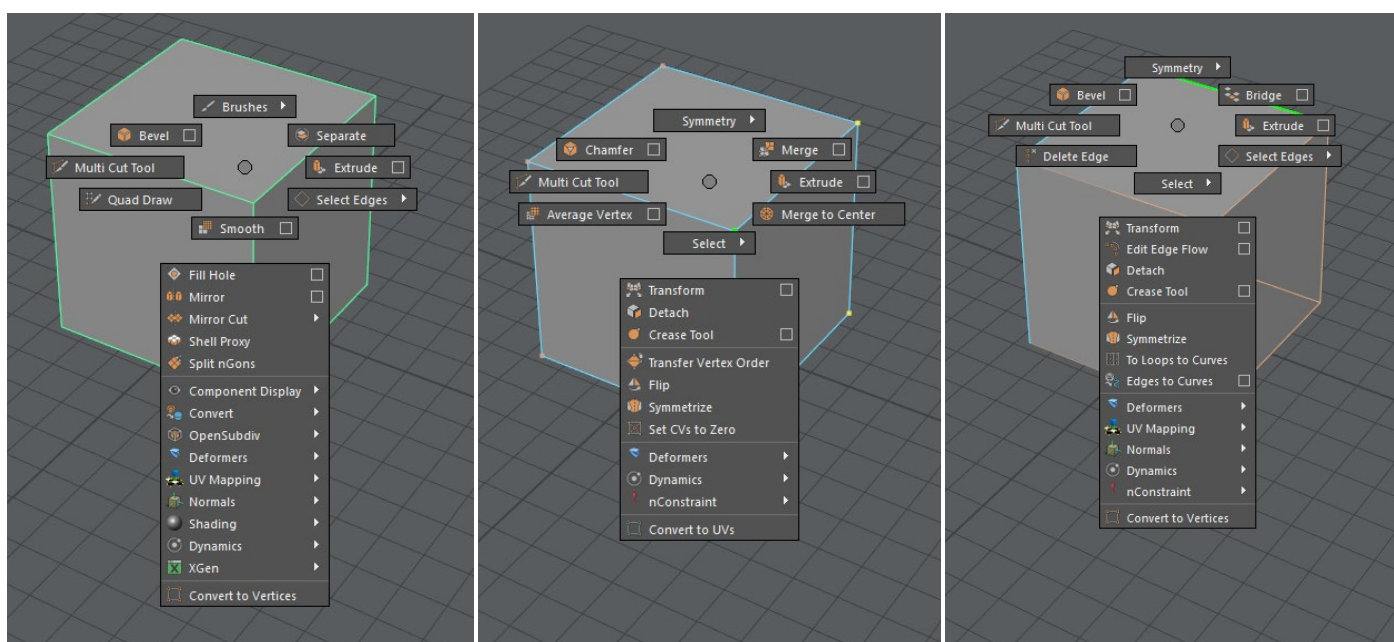 Brushes
Bevel
Separate
Multi Cut Tool
Extrude
Quad Draw
Select Edges
Smooth
Fill Hole
Mirror
Mirror Cut
Shell Proxy
Split nGons
Component Display
Convert
OpenSubdiv
Deformers
UV Mapping
Normals
Shading
Dynamics
XGen
Convert to Vertices
Symmetry
Chamfer
Merge
Multi Cut Tool
Extrude
Average Vertex
Merge to Center
Select
Transform
Detach
Crease Tool
Transfer Vertex Order
Flip
Symmetrize
Set CVs to Zero
Deformers
Dynamics
nConstraint
Convert to UVs
Symmetry
Bevel
Bridge
Multi Cut Tool
Extrude
Delete Edge
Select Edges
Select
Transform
Edit Edge Flow
Detach
Crease Tool
Flip
Symmetrize
To Loops to Curves
Edges to Curves
Deformers
UV Mapping
Normals
Dynamics
nConstraint
Convert to Vertices